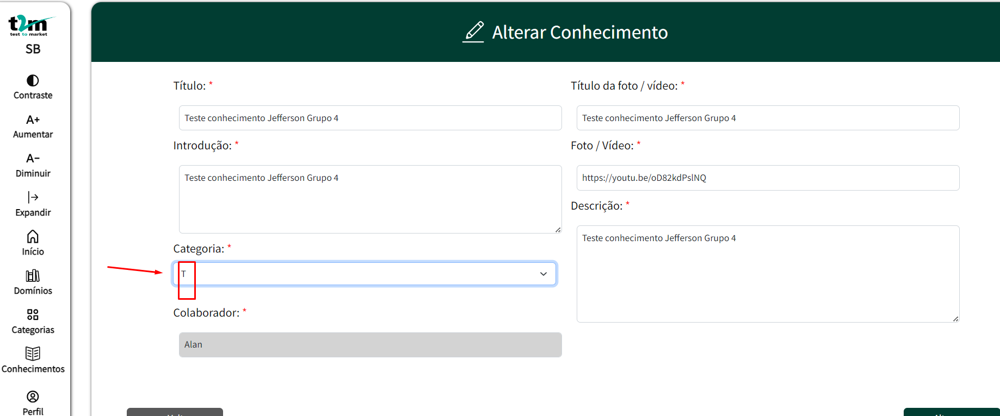 t2m
test to market
SB
Contraste
A+
Aumentar
A-
Diminuir
Expandir
Início
Domínios
Categorias
Conhecimentos
Perfil
Alterar Conhecimento
Título: *
Teste conhecimento Jefferson Grupo 4
Introdução: *
Teste conhecimento Jefferson Grupo 4
Categoria: *
T
Colaborador: *
Alan
Título da foto / vídeo: *
Teste conhecimento Jefferson Grupo 4
Foto / Vídeo: *
https://youtu.be/oD82kdPslNQ
Descrição: *
Teste conhecimento Jefferson Grupo 4